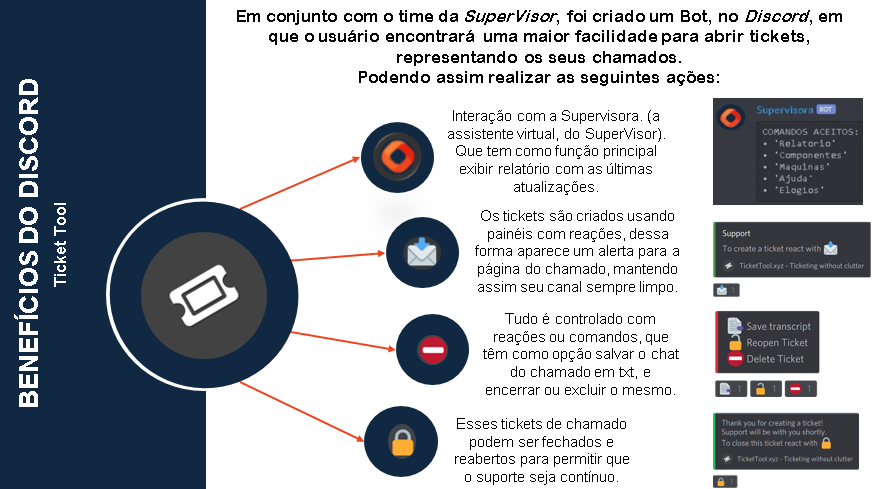 Em conjunto com o time da SuperVisor, foi criado um Bot, no Discord, em
que o usuário encontrará uma maior facilidade para abrir tickets,
representando os seus chamados.
Podendo assim realizar as seguintes ações:
BENEFÍCIOS DO DISCORD
Ticket Tool
Interação com a Supervisora. (a
assistente virtual, do SuperVisor).
Que tem como função principal
exibir relatório com as últimas
atualizações.
Supervisora BOT
COMANDOS ACEITOS:
• 'Relatorio'
• 'Componentes'
• 'Maquinas'
• 'Ajuda'
• 'Elogios'
Os tickets são criados usando
painéis com reações, dessa
forma aparece um alerta para a
página do chamado, mantendo
assim seu canal sempre limpo.
Support
To create a ticket react with
TicketTool.xyz - Ticketing without clutter
1
Tudo é controlado com
reações ou comandos, que
têm como opção salvar o chat
do chamado em txt, e
encerrar ou excluir o mesmo.
Save transcript
Reopen Ticket
Delete Ticket
1 1 1
Esses tickets de chamado
podem ser fechados e
reabertos para permitir que
o suporte seja contínuo.
Thank you for creating a ticket!
Support will be with you shortly.
To close this ticket react with
TicketTool.xyz - Ticketing without clutter
1